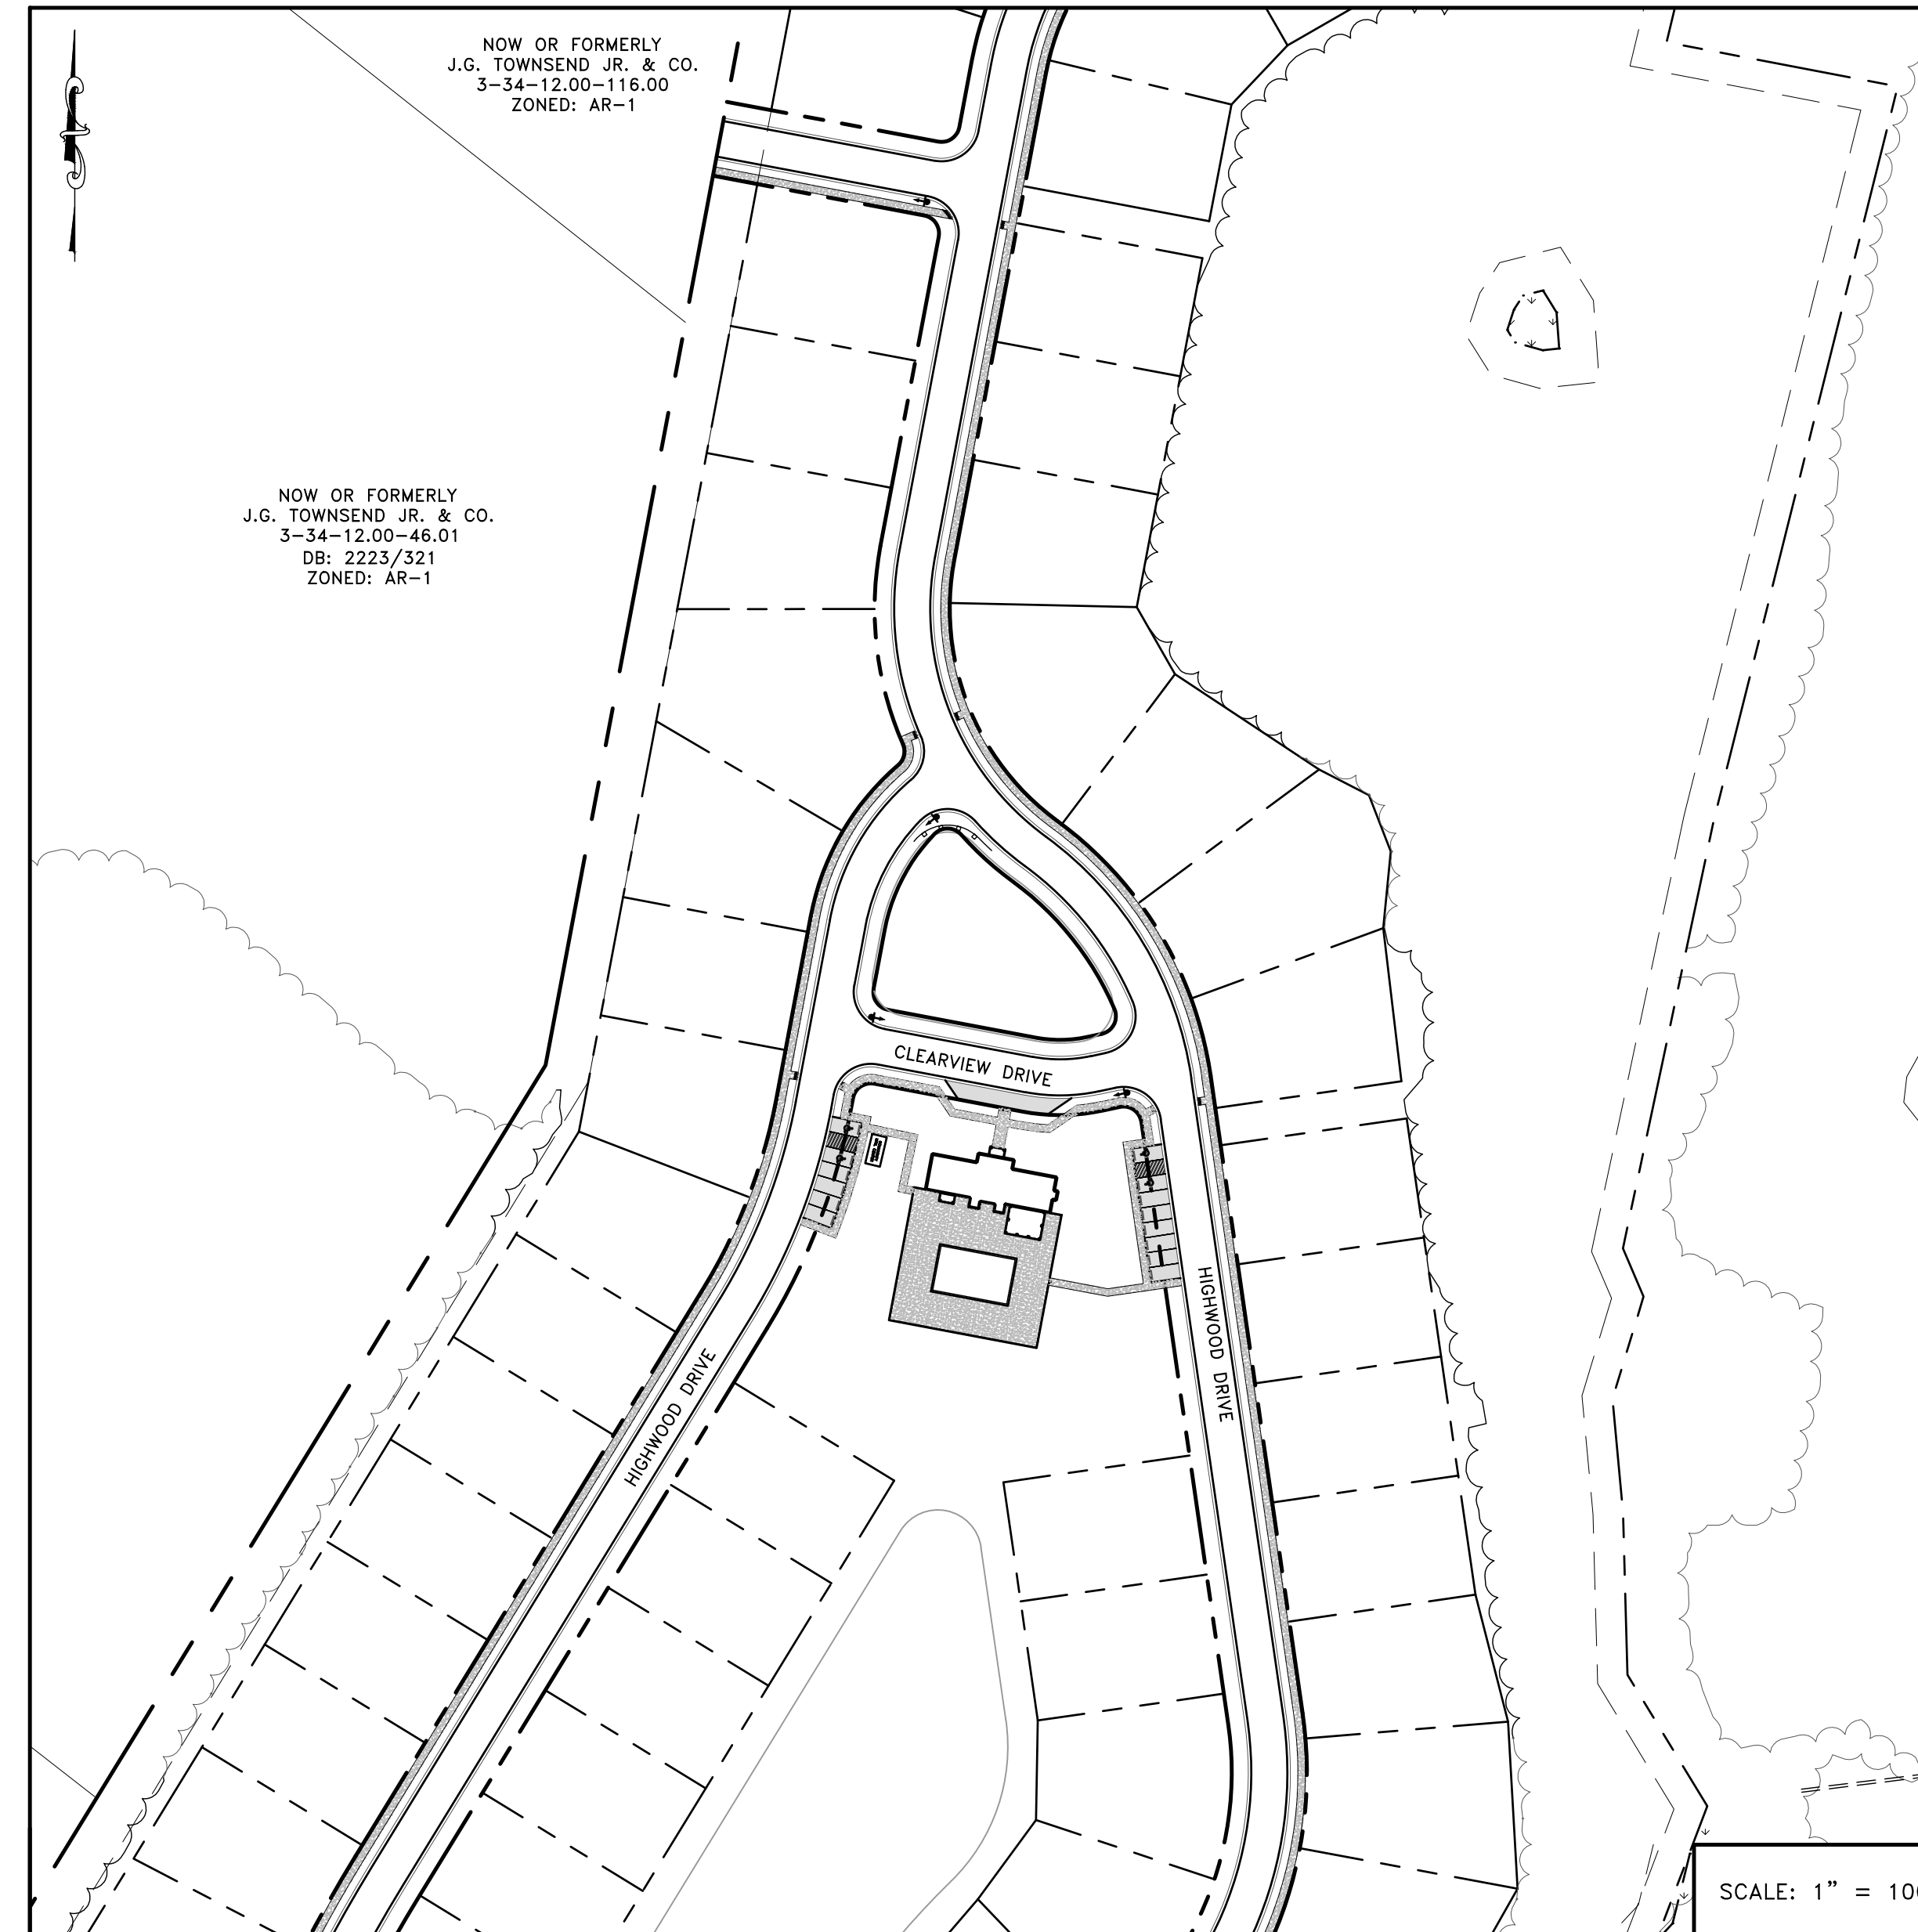 NOW OR FORMERLY
J.G. TOWNSEND JR. & CO.
3-34-12.00-116.00
ZONED: AR-1
NOW OR FORMERLY
J.G. TOWNSEND JR. & CO.
3-34-12.00-46.01
DB: 2223/321
ZONED: AR-1
CLEARVIEW DRIVE
HIGHWOOD DRIVE
HIGHWOOD DRIVE
SCALE: 1" = 10